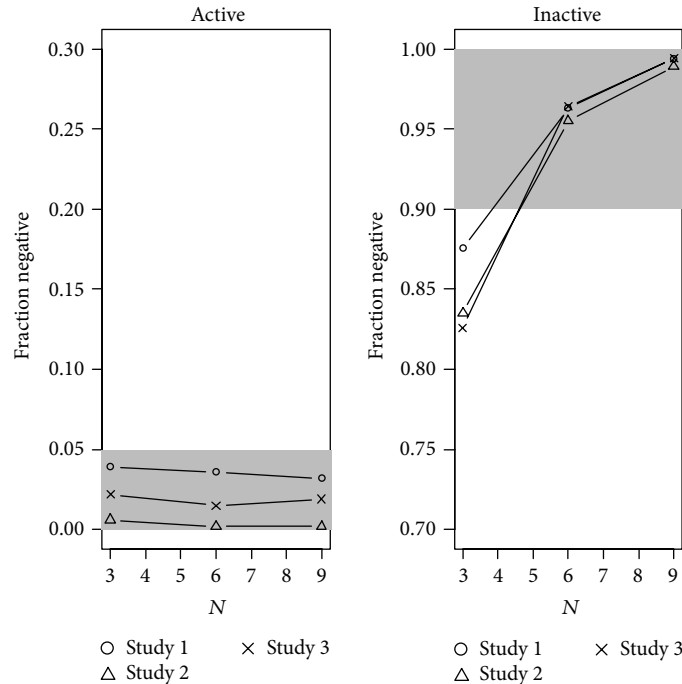 Active
Fraction negative
0.30
0.25
0.20
0.15
0.10
0.05
0.00
3 4 5 6 7 8 9
N
Study 1 Study 3
Study 2
Inactive
Fraction negative
1.00
0.95
0.90
0.85
0.80
0.75
0.70
3 4 5 6 7 8 9
N
Study 1 Study 3
Study 2